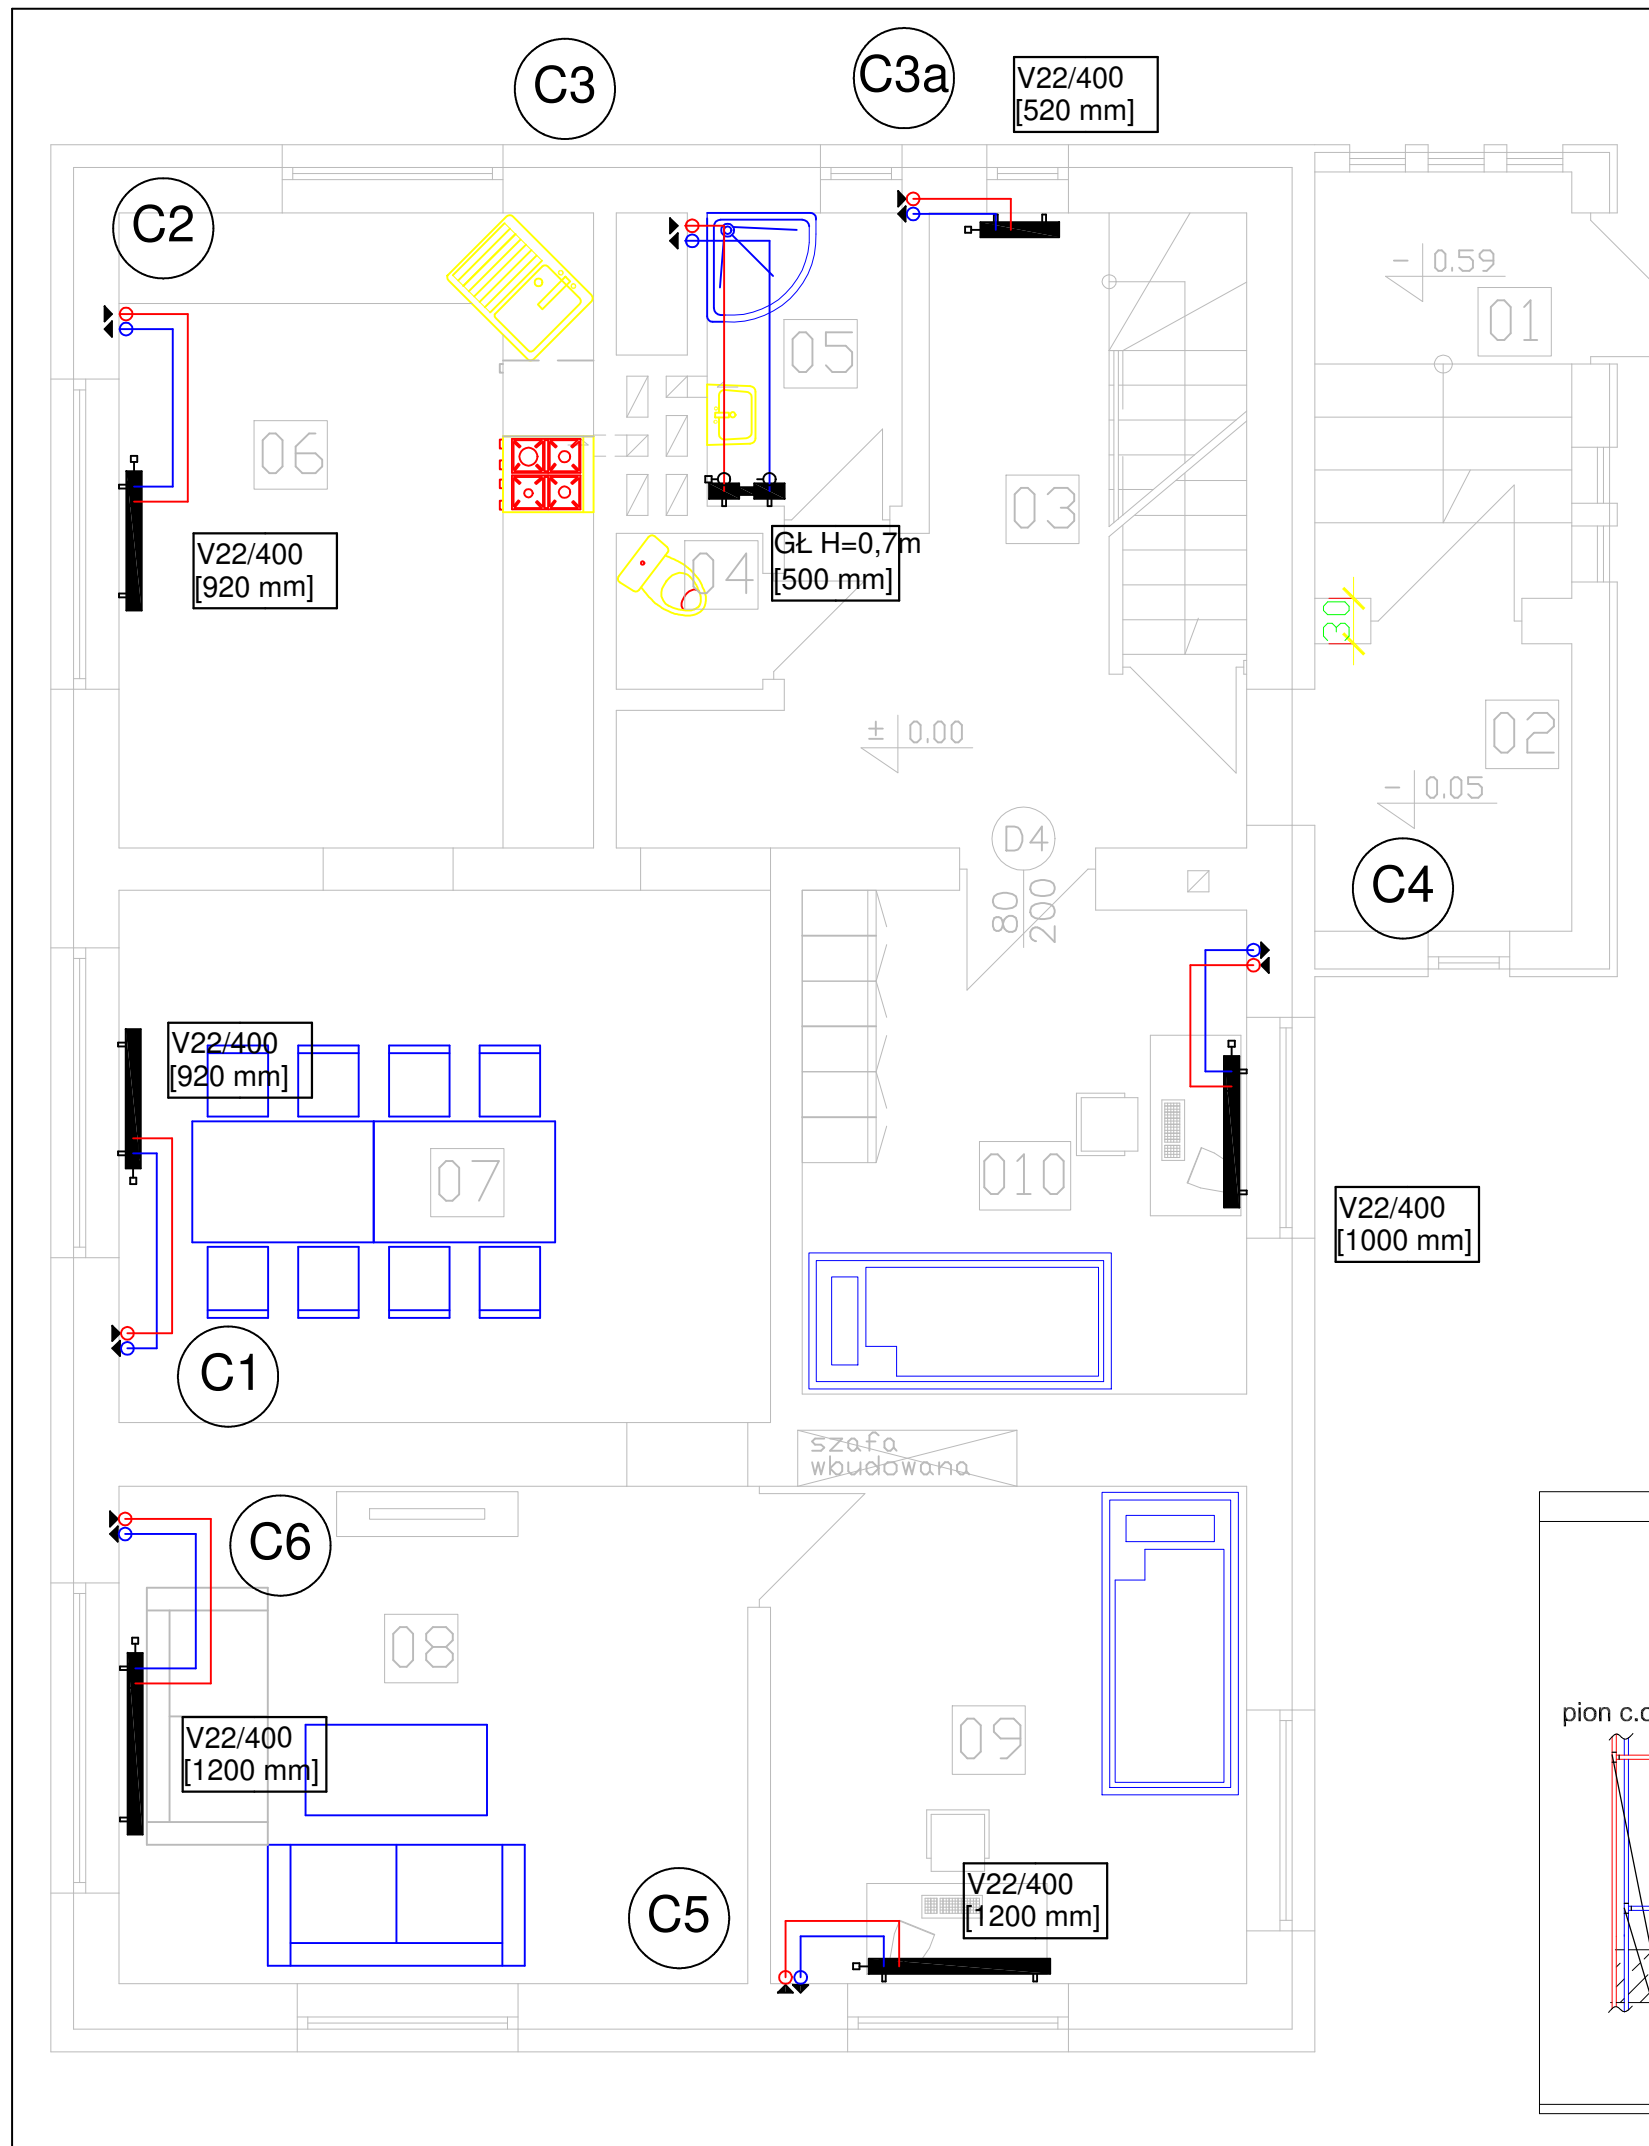 C3
C3a
V22/400
[520 mm]
C2
- 0.59
01
05
06
03
V22/400
[920 mm]
GŁ H=0,7m
[500 mm]
04
30
02
± 0.00
- 0.05
D4
80
200
C4
V22/400
[920 mm]
07
010
V22/400
[1000 mm]
C1
szafa
wbudowana
C6
08
V22/400
[1200 mm]
09
pion c.
C5
V22/400
[1200 mm]